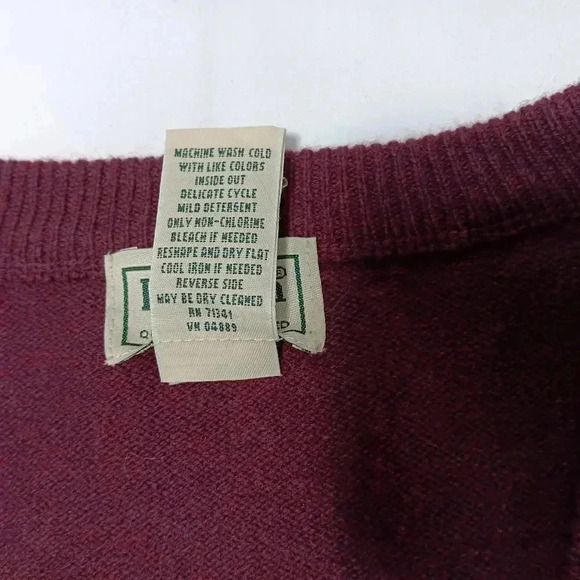 MACHINE WASH COLD
WITH LIKE COLORS
INSIDE OUT
DELICATE CYCLE
MILD DETERGENT
ONLY NON-CHLORINE
BLEACH IF NEEDED
RESHAPE AND DRY FLAT
COOL IRON IF NEEDED
REVERSE SIDE
MAY BE DRY CLEANED
RN 71341
VN 04889